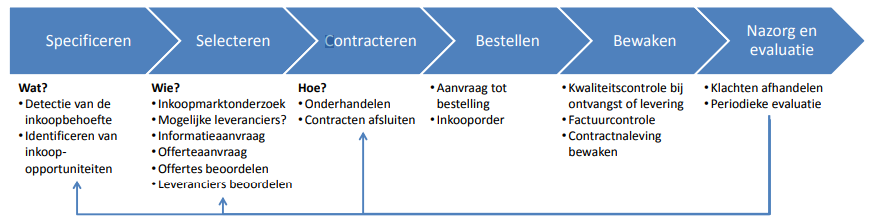 Specificeren
Selecteren
Contracteren
Bestellen
Bewaken
Nazorg en
evaluatie
Wat?
• Detectie van de
inkoopbehoefte
• Identificeren van
inkoop-
opportuniteiten
Wie?
• Inkoopmarktonderzoek
• Mogelijke leveranciers?
• Informatieaanvraag
• Offerteaanvraag
• Offertes beoordelen
• Leveranciers beoordelen
Hoe?
• Onderhandelen
• Contracten afsluiten
• Aanvraag tot
bestelling
• Inkooporder
• Kwaliteitscontrole bij
ontvangst of levering
• Factuurcontrole
• Contractnaleving
bewaken
• Klachten afhandelen
• Periodieke evaluatie